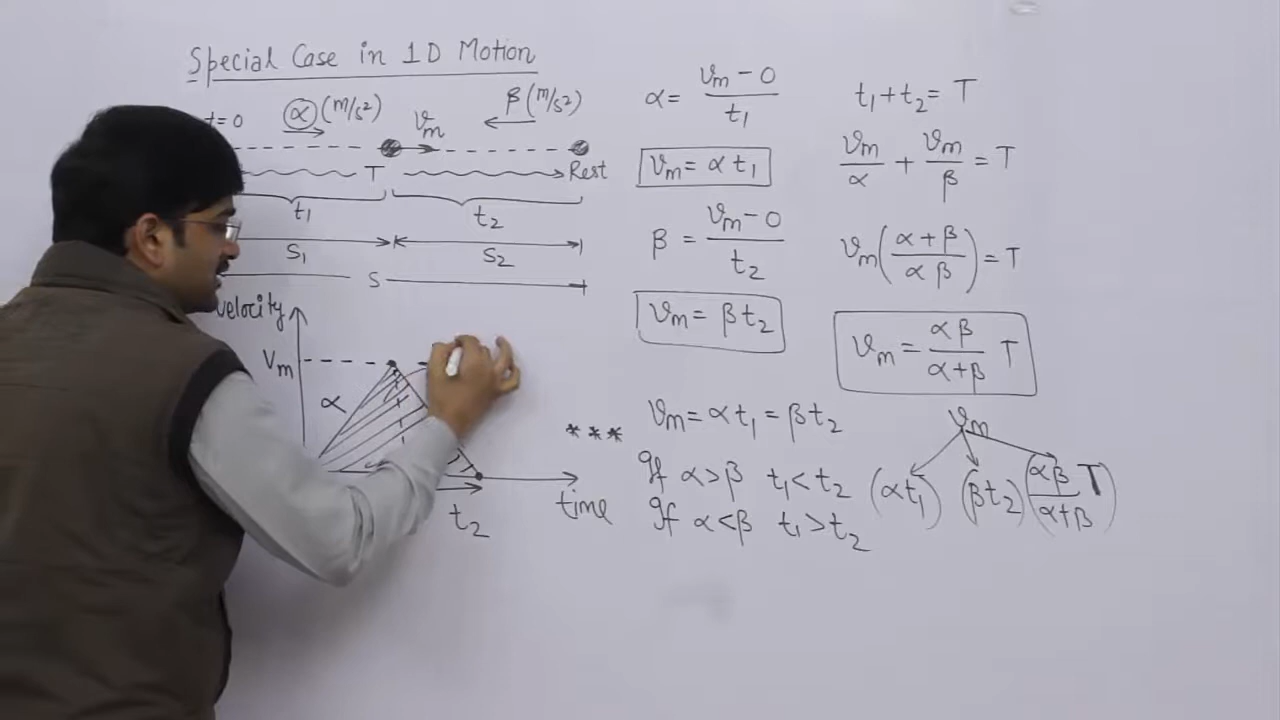 Special Case in 1D Motion
t=0 α (m/s²) vₘ β (m/s²)
T Rest
t₁ t₂
S₁ S₂
S
velocity
Vₘ
α
t₂ time
α = (vₘ - 0)/t₁
vₘ = α t₁
β = (vₘ - 0)/t₂
vₘ = β t₂
t₁ + t₂ = T
vₘ/α + vₘ/β = T
vₘ((α + β)/(α β)) = T
vₘ = (α β)/(α + β) T
vₘ = α t₁ = β t₂
***
If α > β t₁ < t₂
If α < β t₁ > t₂
vₘ
(α t₁) (β t₂) ((αβ)/(α+β) T)